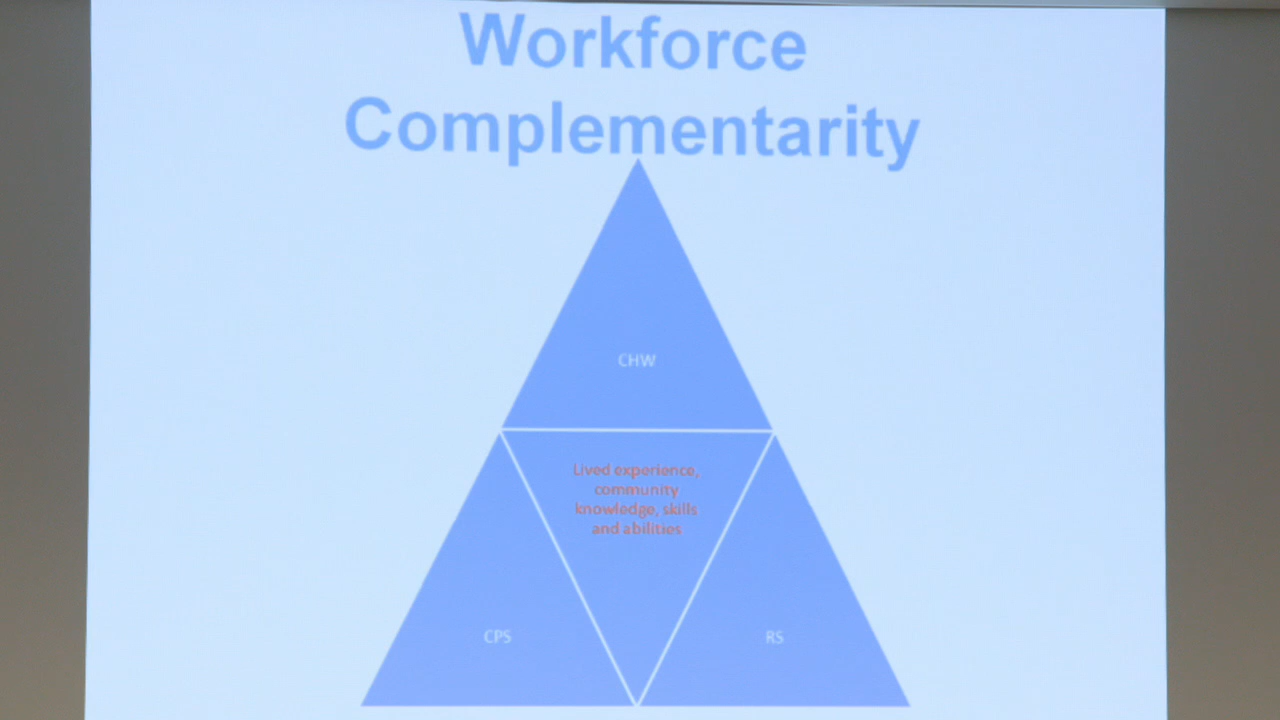 Workforce
Complementarity
CHW
Lived experience,
community
knowledge, skills
and abilities
CPS
RS